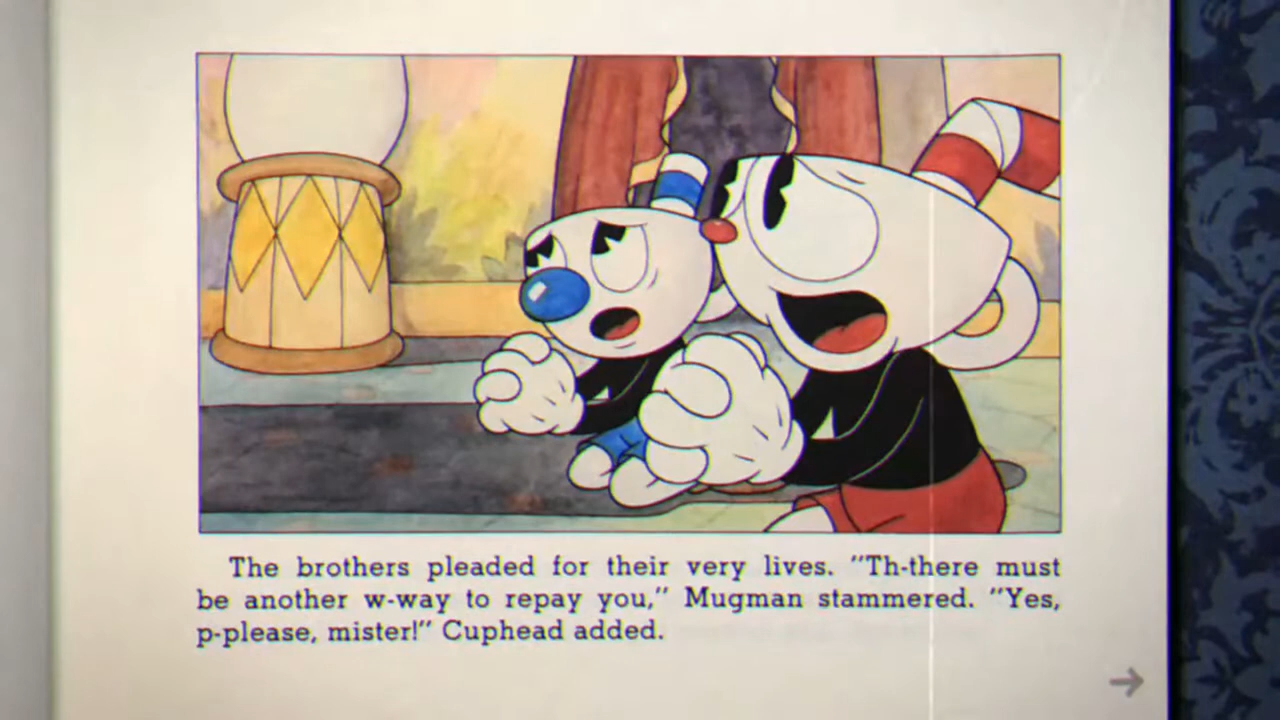 The brothers pleaded for their very lives. "Th-there must
be another w-way to repay you," Mugman stammered. "Yes,
p-please, mister!" Cuphead added.